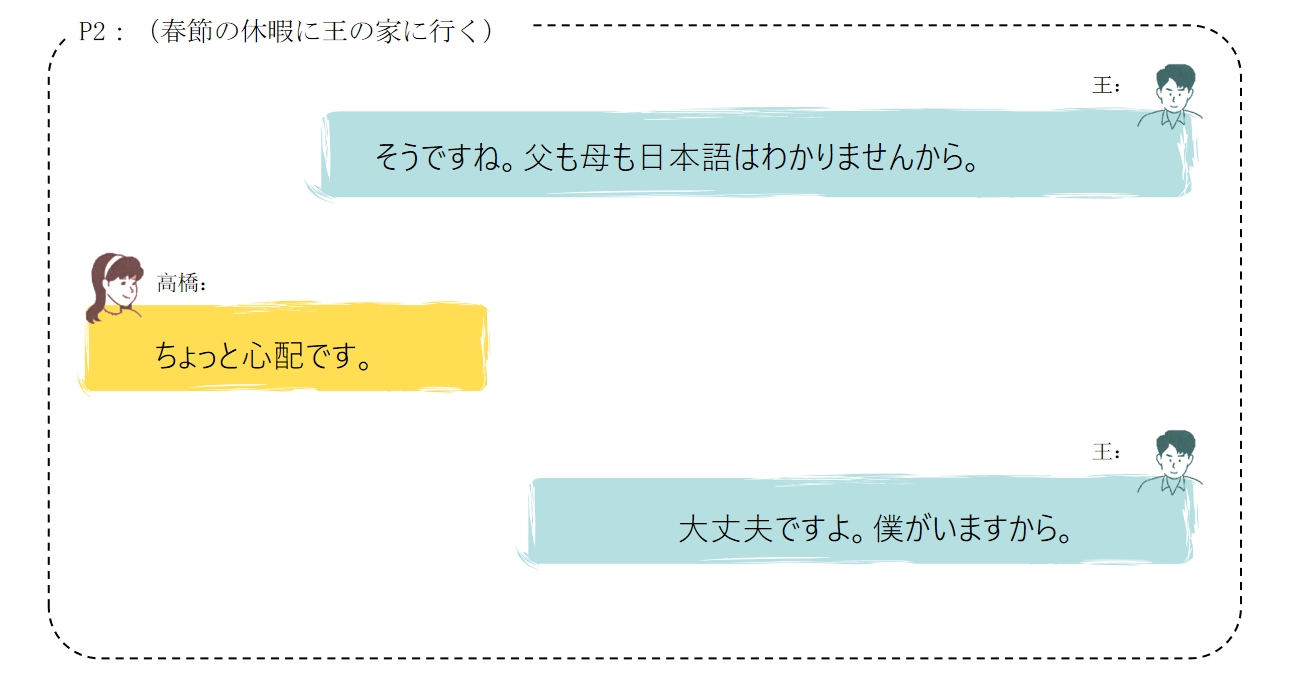 P2：（春節の休暇に王の家に行く）
王：
そうですね。父も母も日本語はわかりませんから。
高橋：
ちょっと心配です。
王：
大丈夫ですよ。僕がいますから。